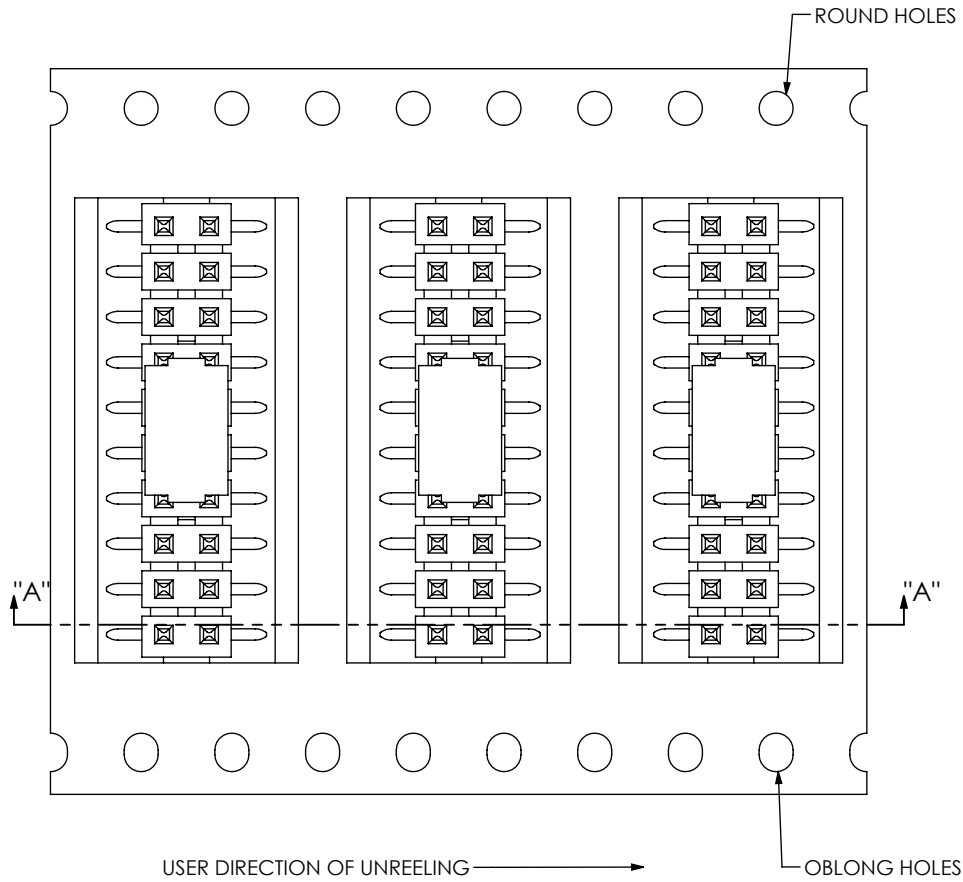 ROUND HOLES
"A"
"A"
USER DIRECTION OF UNREELING
OBLONG HOLES